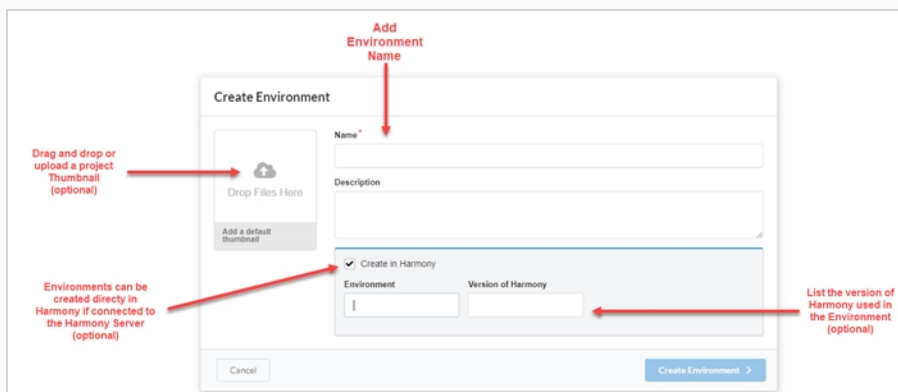 Add
Environment
Name
Create Environment
Name *
Drag and drop or
upload a project
Thumbnail
(optional)
Drop Files Here
Description
Add a default
thumbnail
Create in Harmony
Environments can be
created directy in
Harmony if connected to
the Harmony Server
(optional)
Environment
Version of Harmony
List the version of
Harmony used in
the Environment
(optional)
Cancel
Create Environment